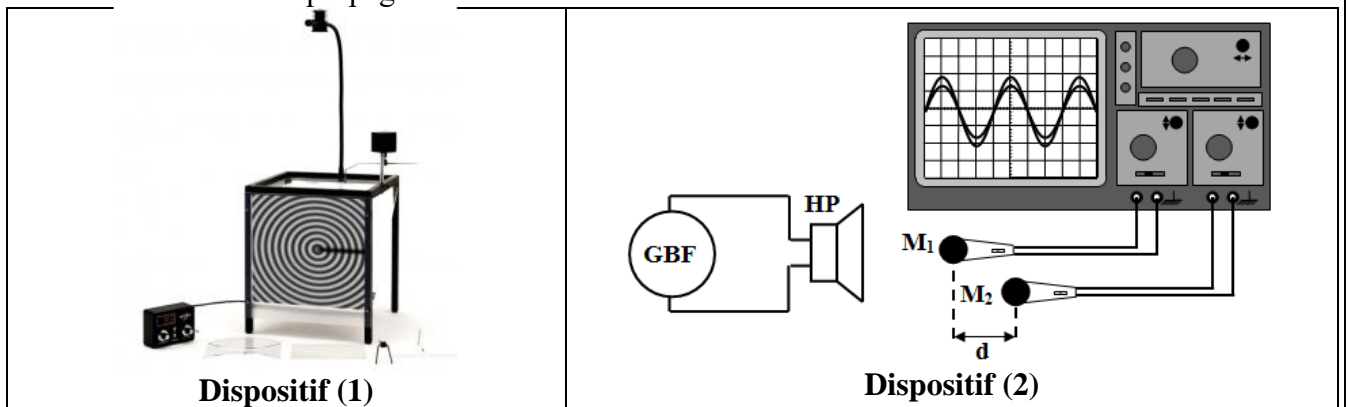 HP
GBF
M₁
M₂
d
Dispositif (1)
Dispositif (2)